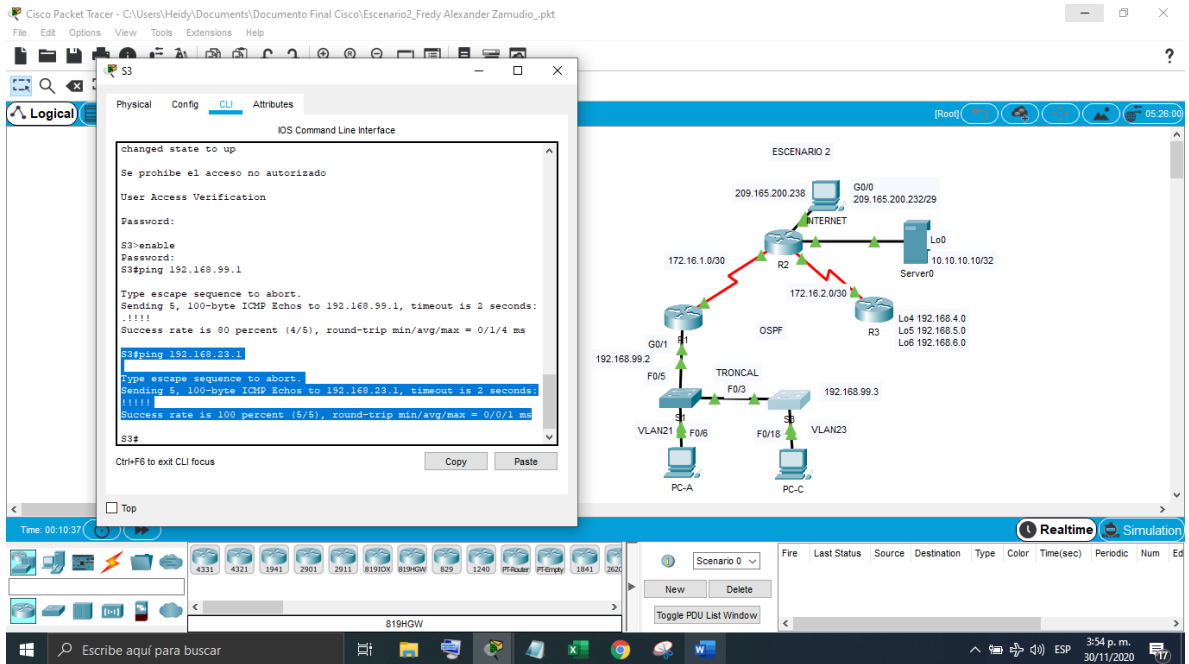 Cisco Packet Tracer - C:\Users\Heidy\Documents\Documento Final Cisco\Escenario2_Fredy Alexander Zamudio_.pkt
File Edit Options View Tools Extensions Help
?
S3
Logical
[Root]
05:26:00
Physical Config CLI Attributes
IOS Command Line Interface
changed state to up
Se prohibe el acceso no autorizado
User Access Verification
Password:
S3>enable
Password:
S3#ping 192.168.99.1
Type escape sequence to abort.
Sending 5, 100-byte ICMP Echos to 192.168.99.1, timeout is 2 seconds:
.!!!!
Success rate is 80 percent (4/5), round-trip min/avg/max = 0/1/4 ms
S3#ping 192.168.23.1
Type escape sequence to abort.
Sending 5, 100-byte ICMP Echos to 192.168.23.1, timeout is 2 seconds:
!!!!!
Success rate is 100 percent (5/5), round-trip min/avg/max = 0/0/1 ms
S3#
Ctrl+F6 to exit CLI focus
Copy Paste
Top
ESCENARIO 2
209.165.200.238
G0/0
209.165.200.232/29
INTERNET
Lo0
10.10.10.10/32
Server0
172.16.1.0/30
R2
172.16.2.0/30
Lo4 192.168.4.0
Lo5 192.168.5.0
Lo6 192.168.6.0
R3
OSPF
R1
G0/1
192.168.99.2
F0/5
TRONCAL
F0/3
192.168.99.3
S1
S3
VLAN21
F0/6
F0/18
VLAN23
PC-A
PC-C
Time: 00:10:37
Realtime
Simulation
4331 4321 1941 2901 2911 819IOX 819HGW 829 1240 PT-Router PT-Empty 1841
819HGW
Scenario 0
New Delete
Toggle PDU List Window
Fire Last Status Source Destination Type Color Time(sec) Periodic Num Ed
Escribe aquí para buscar
ESP
3:54 p. m.
30/11/2020
17